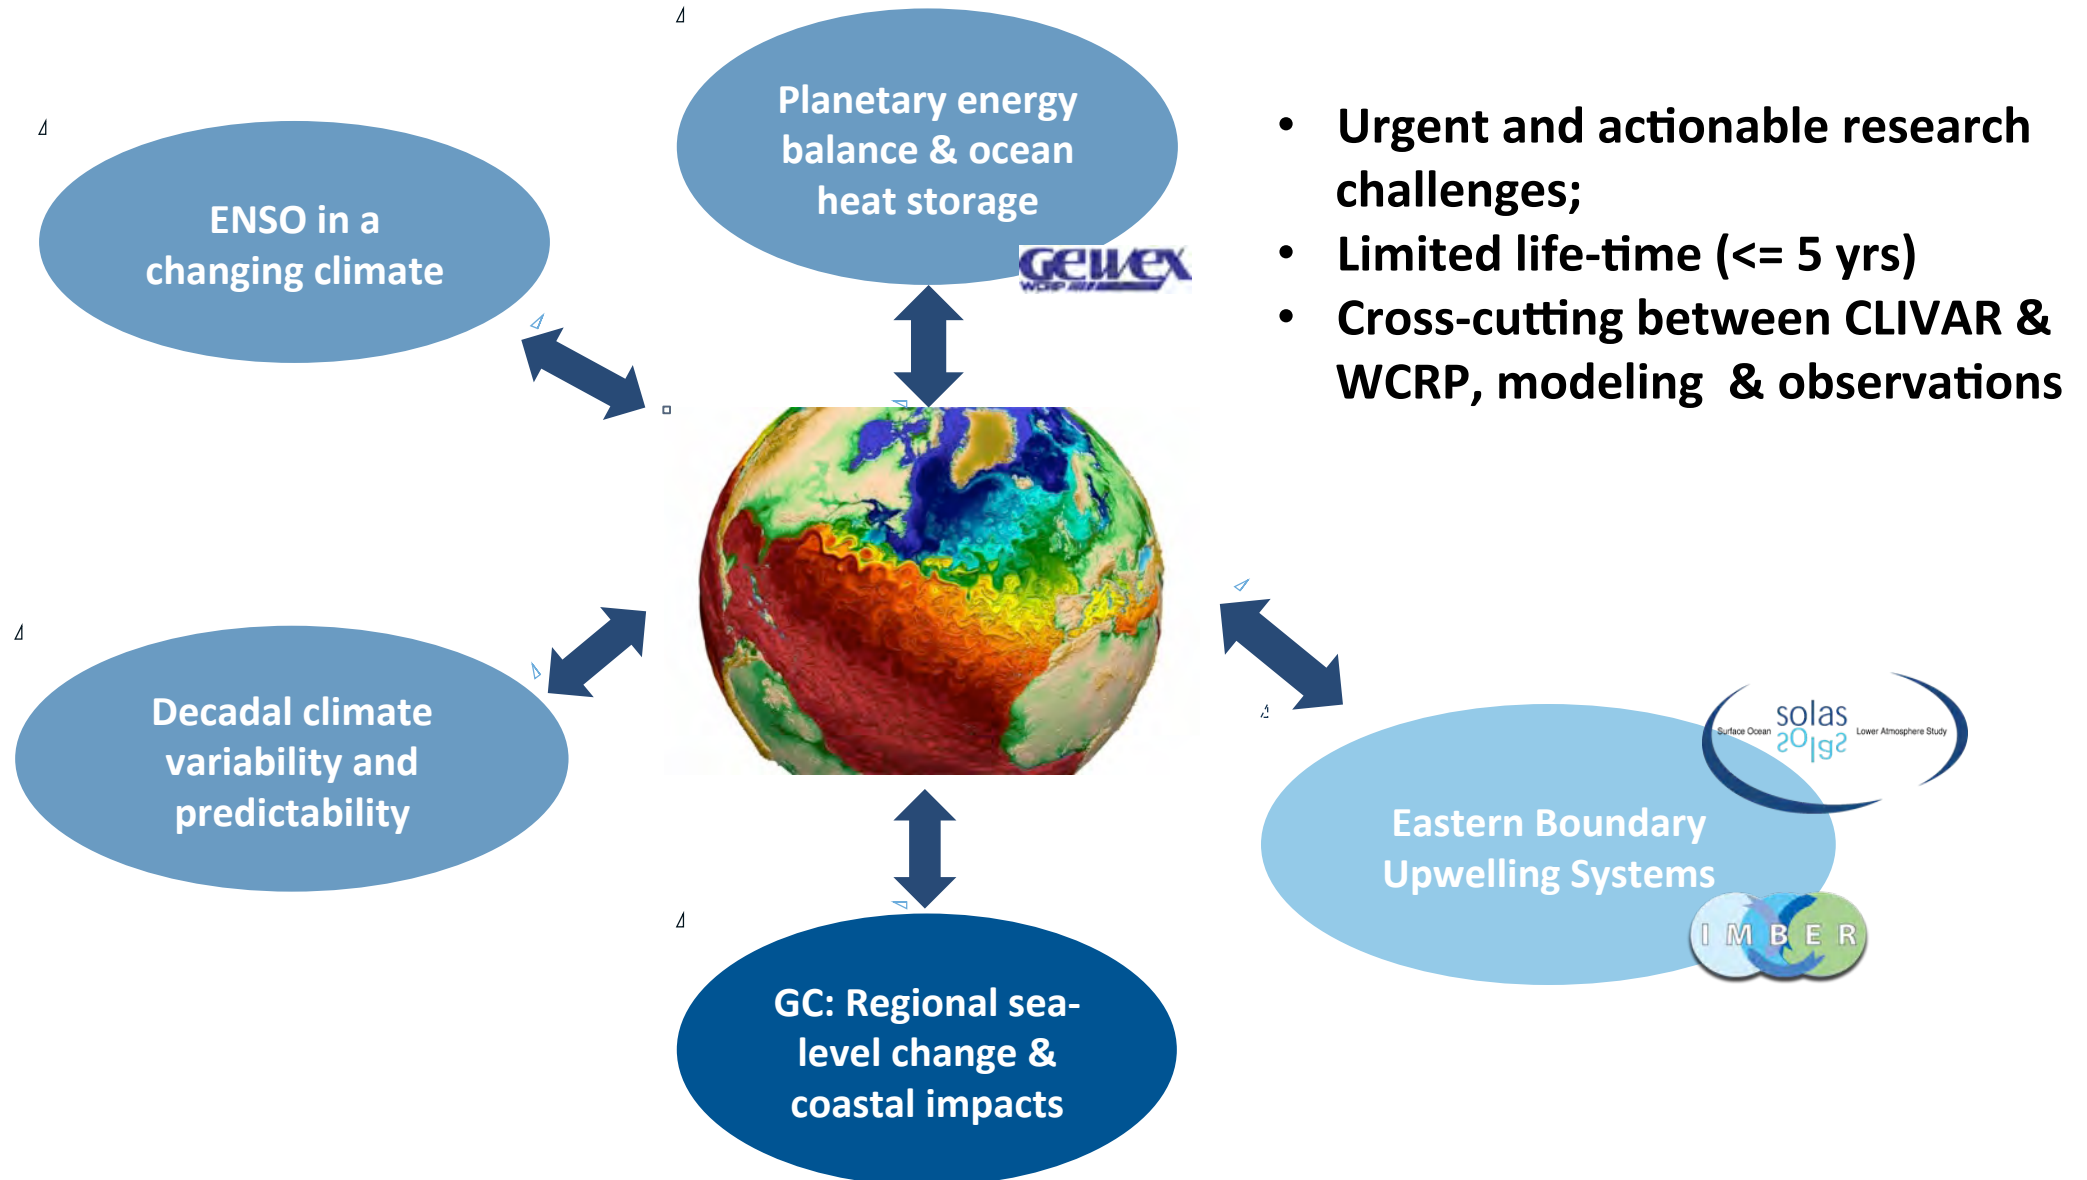 Planetary energy
balance & ocean
heat storage
GEWEX
WCRP
ENSO in a
changing climate
• Urgent and actionable research
challenges;
• Limited life-time (<= 5 yrs)
• Cross-cutting between CLIVAR &
WCRP, modeling & observations
Decadal climate
variability and
predictability
solas
Surface Ocean
Lower Atmosphere Study
solas
Eastern Boundary
Upwelling Systems
IMBER
GC: Regional sea-
level change &
coastal impacts